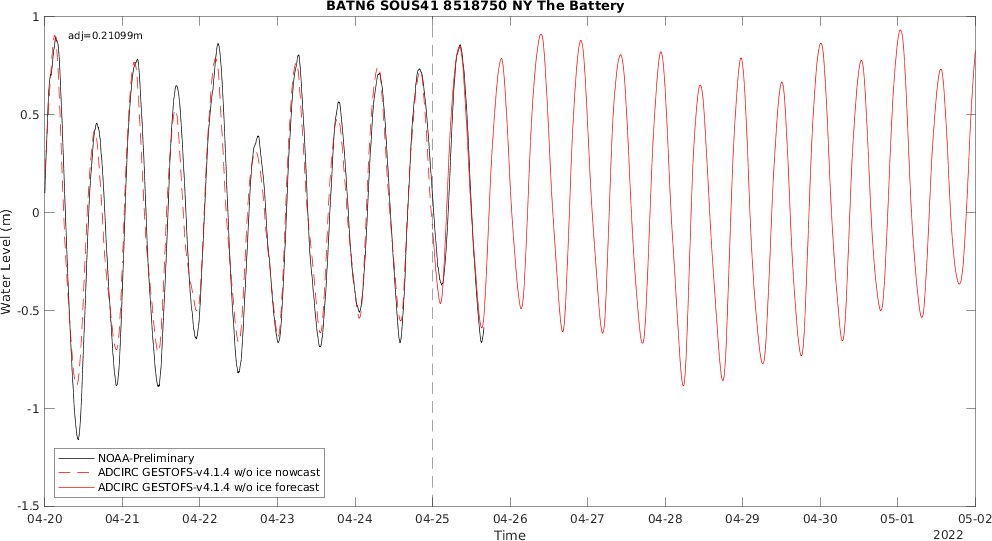 BATN6 SOUS41 8518750 NY The Battery
adj=0.21099m
1
0.5
0
-0.5
-1
-1.5
Water Level (m)
NOAA-Preliminary
ADCIRC GESTOFS-v4.1.4 w/o ice nowcast
ADCIRC GESTOFS-v4.1.4 w/o ice forecast
04-20 04-21 04-22 04-23 04-24 04-25 04-26 04-27 04-28 04-29 04-30 05-01 05-02
Time
2022